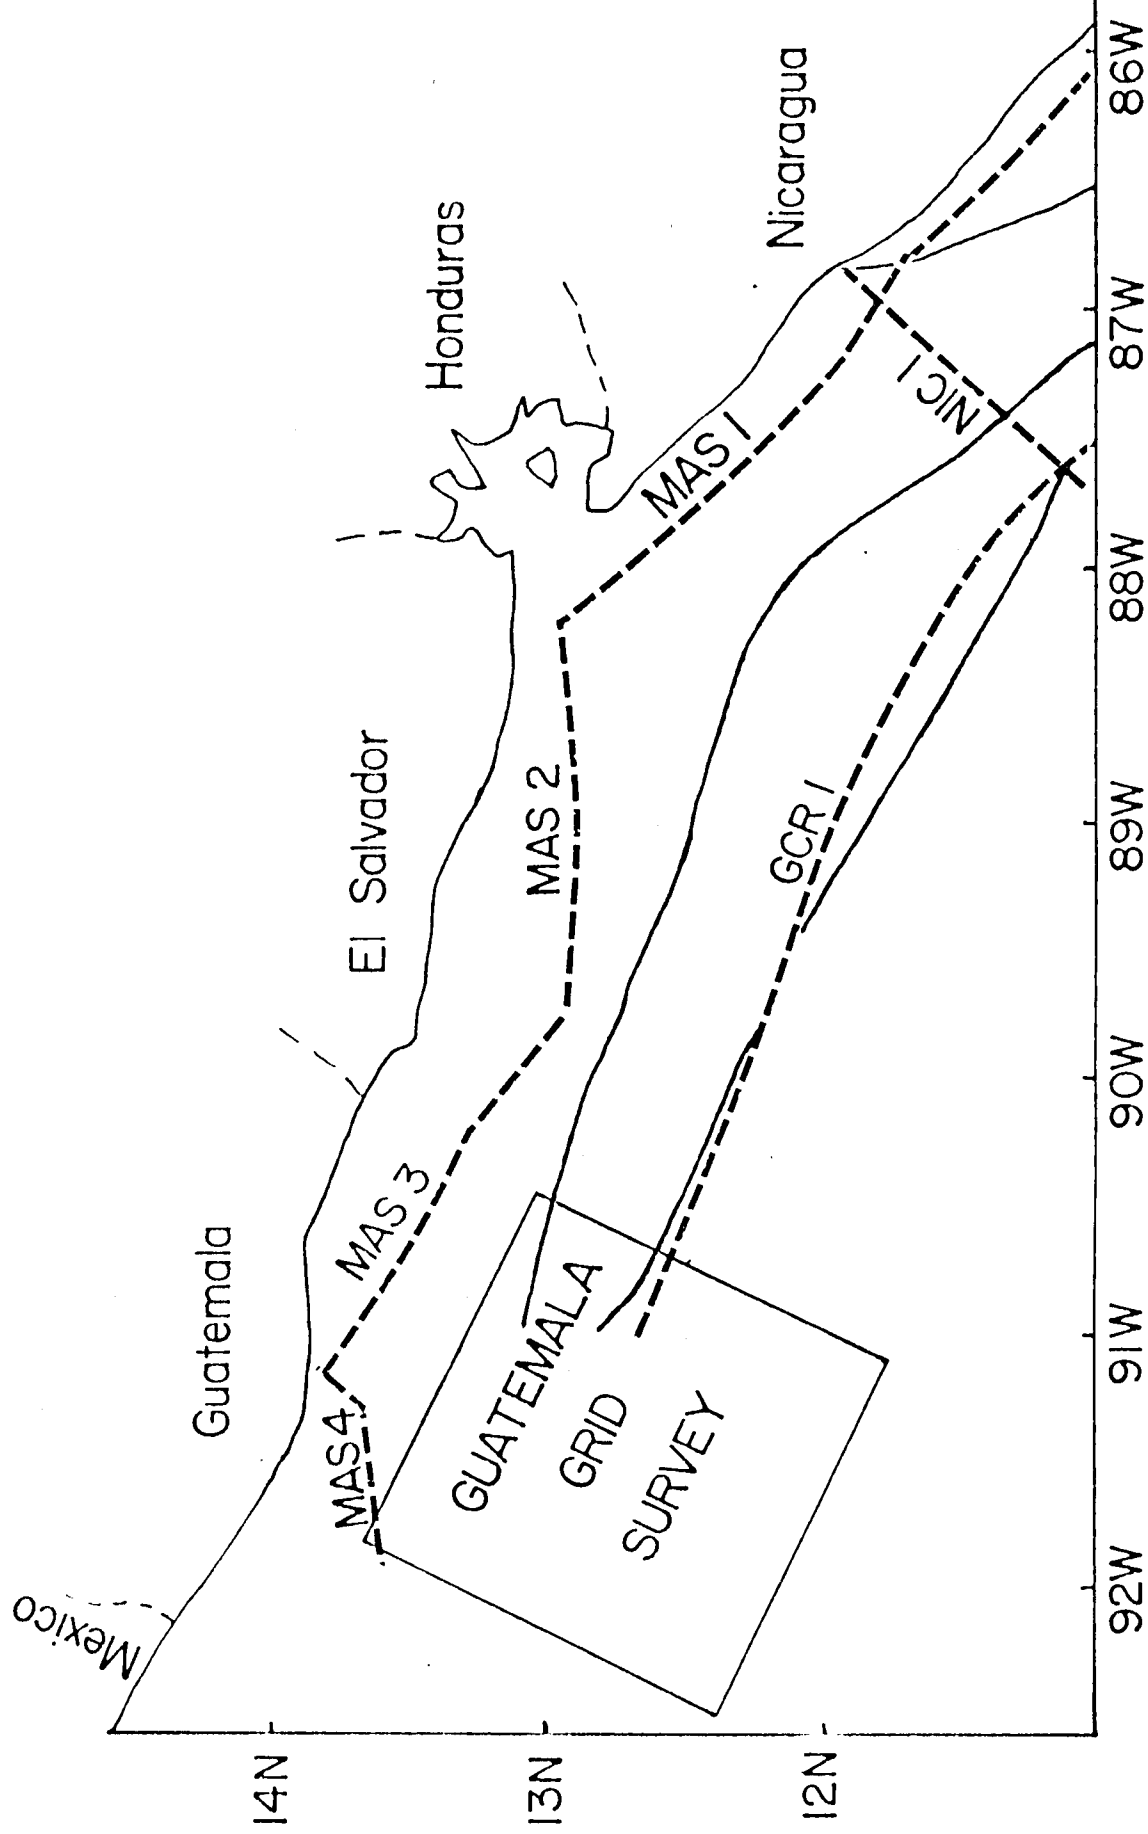 Mexico
Guatemala
El Salvador
Honduras
Nicaragua
MAS 4
MAS 3
MAS 2
MAS 1
NIC 1
GCR 1
GUATEMALA
GRID
SURVEY
14N
13N
12N
92W
91W
90W
89W
88W
87W
86W